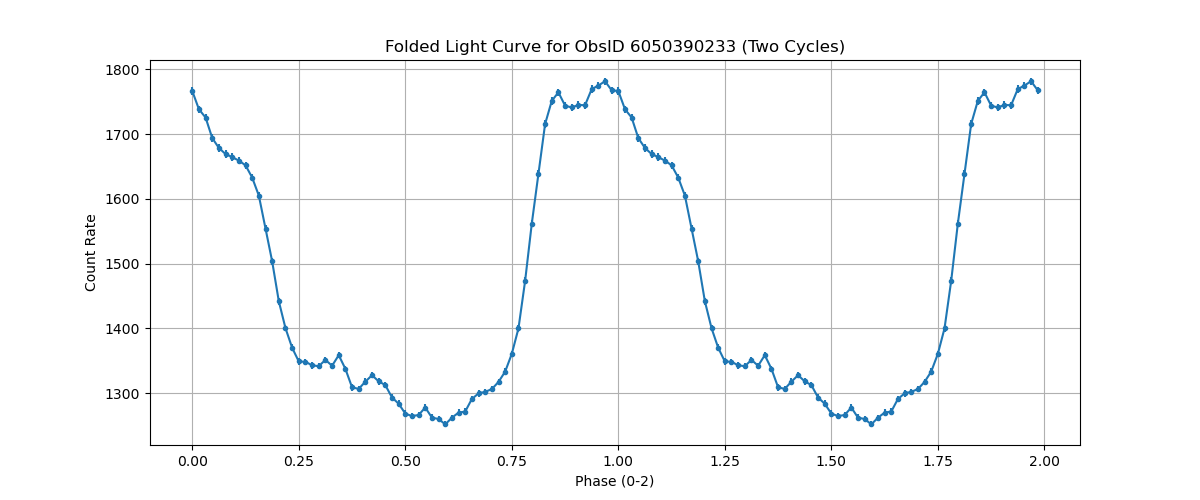 Folded Light Curve for ObsID 6050390233 (Two Cycles)
Count Rate
1800
1700
1600
1500
1400
1300
0.00 0.25 0.50 0.75 1.00 1.25 1.50 1.75 2.00
Phase (0-2)